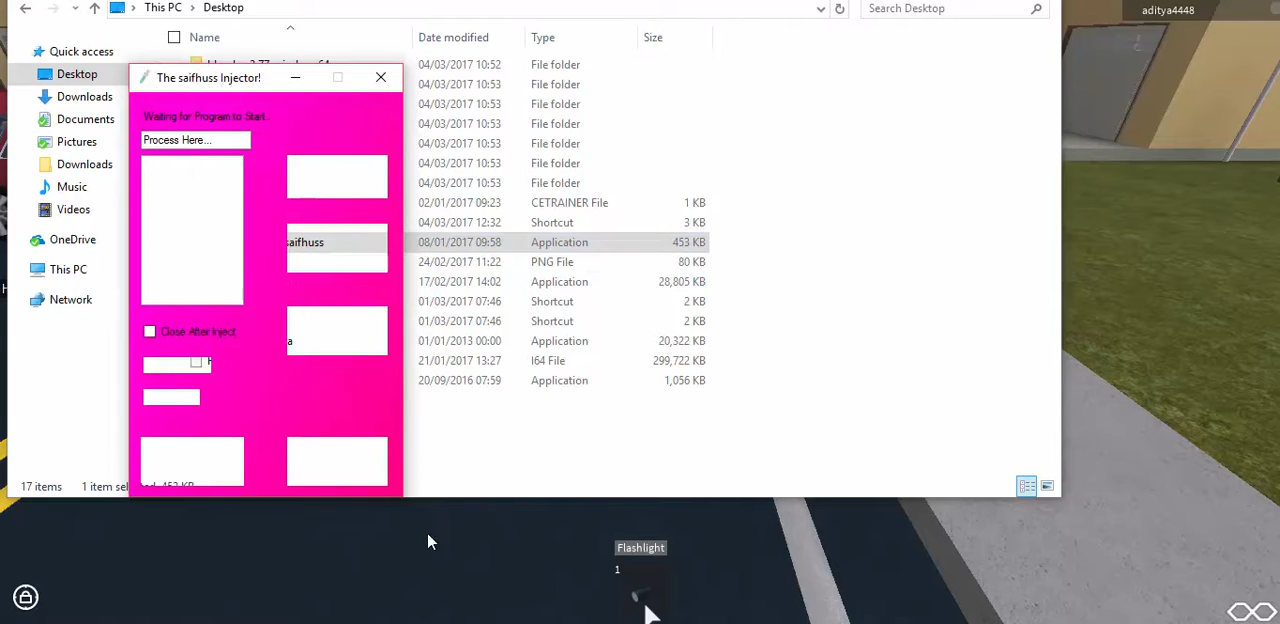 This PC > Desktop
Search Desktop
aditya4448
Quick access
Desktop
Downloads
Documents
Pictures
Downloads
Music
Videos
OneDrive
This PC
Network
Name
Date modified
Type
Size
04/03/2017 10:52 File folder
04/03/2017 10:53 File folder
04/03/2017 10:53 File folder
04/03/2017 10:53 File folder
04/03/2017 10:53 File folder
04/03/2017 10:53 File folder
04/03/2017 10:53 File folder
02/01/2017 09:23 CETRAINER File 1 KB
04/03/2017 12:32 Shortcut 3 KB
saifhuss 08/01/2017 09:58 Application 453 KB
24/02/2017 11:22 PNG File 80 KB
17/02/2017 14:02 Application 28,805 KB
01/03/2017 07:46 Shortcut 2 KB
01/03/2017 07:46 Shortcut 2 KB
a 01/01/2013 00:00 Application 20,322 KB
21/01/2017 13:27 I64 File 299,722 KB
20/09/2016 07:59 Application 1,056 KB
The saifhuss Injector!
Waiting for Program to Start..
Process Here...
Close After Inject
17 items
1 item
Flashlight
1